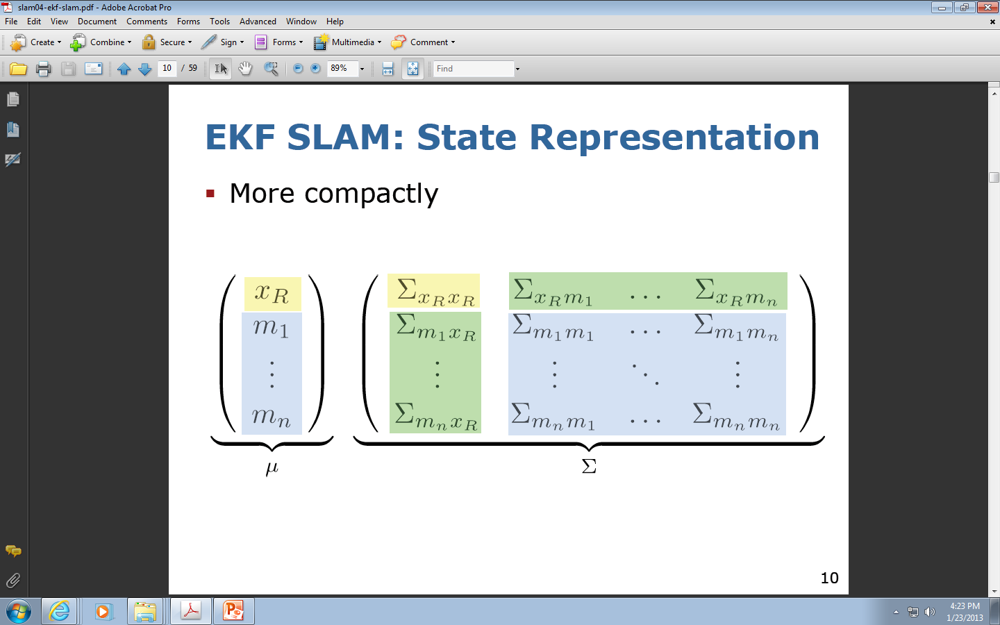 slam04-ekf-slam.pdf - Adobe Acrobat Pro
File Edit View Document Comments Forms Tools Advanced Window Help
Create Combine Secure Sign Forms Multimedia Comment
10 / 59 89% Find
EKF SLAM: State Representation
More compactly
x_R Σ_{x_R x_R} Σ_{x_R m_1} … Σ_{x_R m_n}
m_1 Σ_{m_1 x_R} Σ_{m_1 m_1} … Σ_{m_1 m_n}
⋮ ⋮ ⋮ ⋱ ⋮
m_n Σ_{m_n x_R} Σ_{m_n m_1} … Σ_{m_n m_n}
μ Σ
10
4:23 PM
1/23/2013